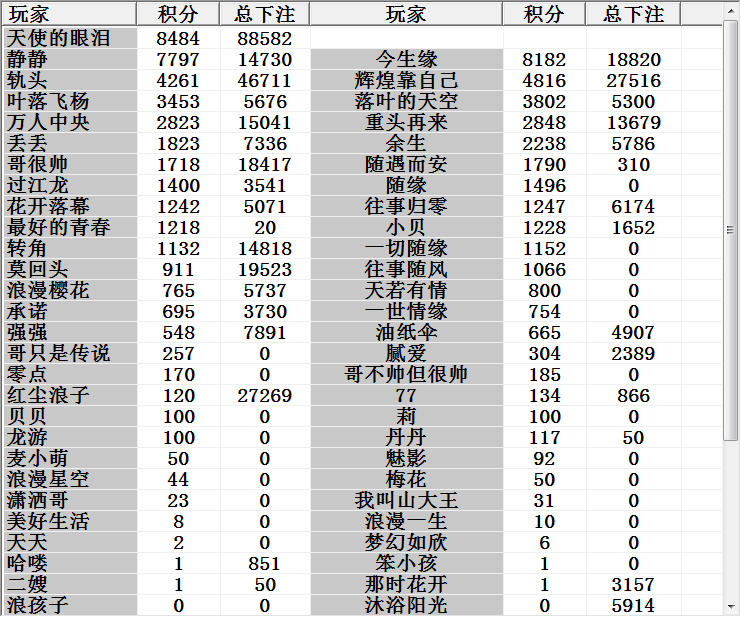 玩家 积分 总下注 玩家 积分 总下注
天使的眼泪 8484 88582
静静 7797 14730 今生缘 8182 18820
轨头 4261 46711 辉煌靠自己 4816 27516
叶落飞杨 3453 5676 落叶的天空 3802 5300
万人中央 2823 15041 重头再来 2848 13679
丢丢 1823 7336 余生 2238 5786
哥很帅 1718 18417 随遇而安 1790 310
过江龙 1400 3541 随缘 1496 0
花开落幕 1242 5071 往事归零 1247 6174
最好的青春 1218 20 小贝 1228 1652
转角 1132 14818 一切随缘 1152 0
莫回头 911 19523 往事随风 1066 0
浪漫樱花 765 5737 天若有情 800 0
承诺 695 3730 一世情缘 754 0
强强 548 7891 油纸伞 665 4907
哥只是传说 257 0 腻爱 304 2389
零点 170 0 哥不帅但很帅 185 0
红尘浪子 120 27269 77 134 866
贝贝 100 0 莉 100 0
龙游 100 0 丹丹 117 50
麦小萌 50 0 魅影 92 0
浪漫星空 44 0 梅花 50 0
潇洒哥 23 0 我叫山大王 31 0
美好生活 8 0 浪漫一生 10 0
天天 2 0 梦幻如欣 6 0
哈喽 1 851 笨小孩 1 0
二嫂 1 50 那时花开 1 3157
浪孩子 0 0 沐浴阳光 0 5914